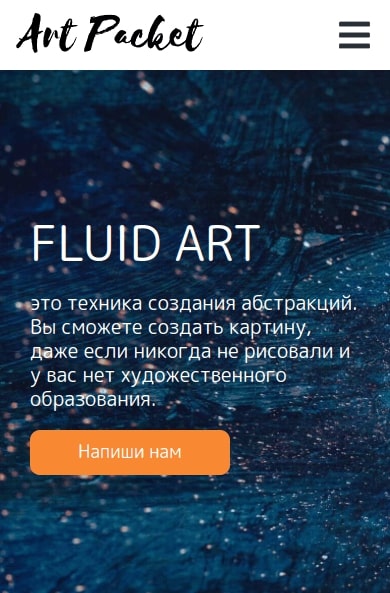 Art Packet
FLUID ART
это техника создания абстракций.
Вы сможете создать картину,
даже если никогда не рисовали и
у вас нет художественного
образования.
Напиши нам